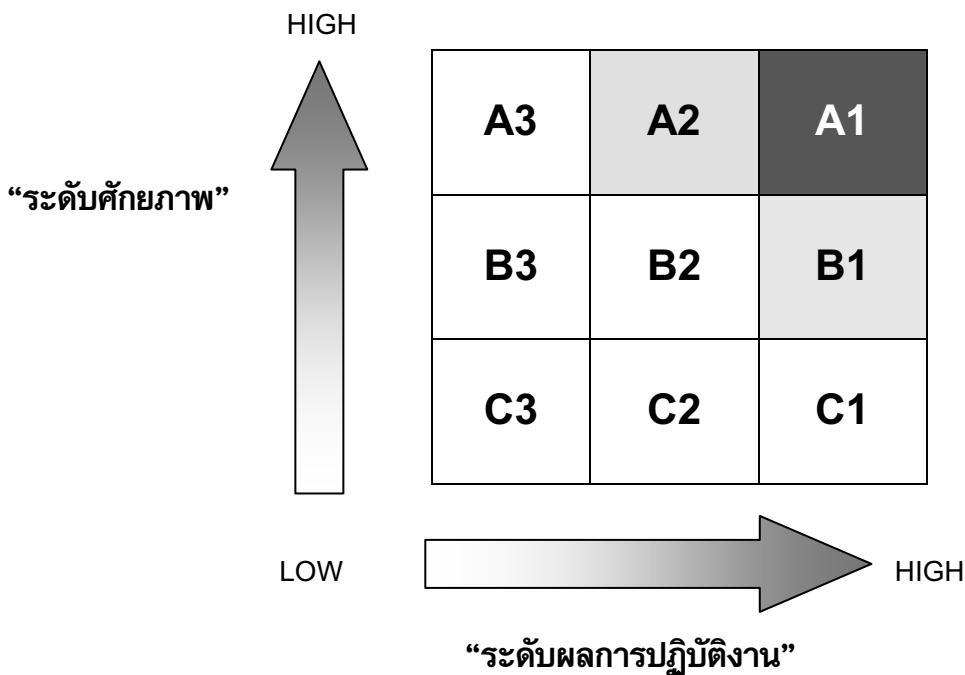 HIGH
A3 A2 A1
“ระดับศักยภาพ”
B3 B2 B1
C3 C2 C1
LOW HIGH
“ระดับผลการปฏิบัติงาน”